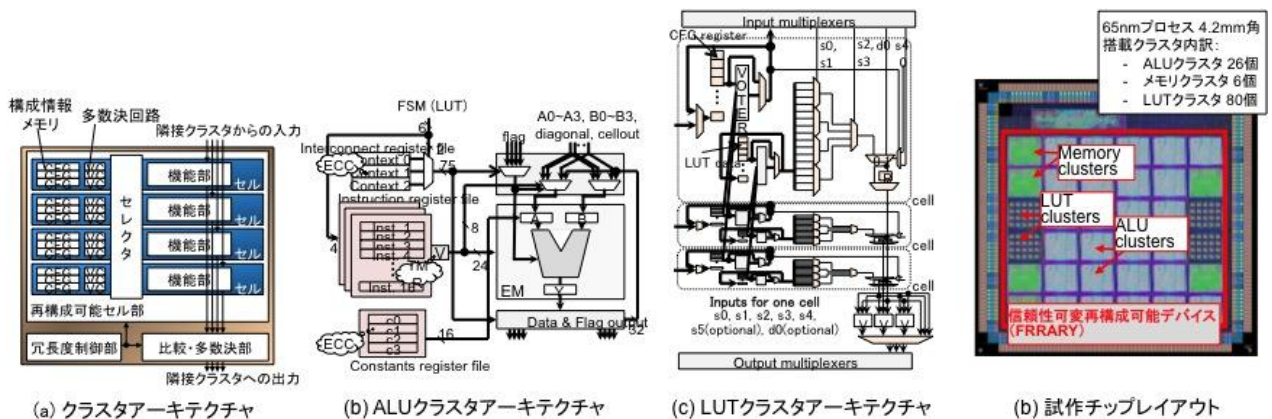 構成情報
メモリ
多数決回路
隣接クラスタからの入力
CFG
VC
セレクタ
機能部
セル
機能部
セル
機能部
セル
機能部
セル
再構成可能セル部
冗長度制御部
比較・多数決部
隣接クラスタへの出力
(a) クラスタアーキテクチャ
FSM (LUT)
6
2
Interconnect register file
ECC
Context 0
Context 1
Context 2
75
Instruction register file
Inst. 1
Inst. 2
Inst. 3
Inst. 4
V
4
8
24
ECC
c0
c1
c2
c3
16
Constants register file
flag
A0~A3, B0~B3,
diagonal, cellout
A
B
Y
EM
Data & Flag output
52
(b) ALUクラスタアーキテクチャ
Input multiplexers
CFG register
s0,
s1
s2,
s3
d0
s4
VOTER
LUT data
cell
cell
cell
Inputs for one cell
s0, s1, s2, s3, s4,
s5(optional), d0(optional)
V
V
V
Output multiplexers
(c) LUTクラスタアーキテクチャ
65nmプロセス 4.2mm角
搭載クラスタ内訳:
- ALUクラスタ 26個
- メモリクラスタ 6個
- LUTクラスタ 80個
Memory
clusters
LUT
clusters
ALU
clusters
信頼性可変再構成可能デバイス
(FRRARY)
(b) 試作チップレイアウト